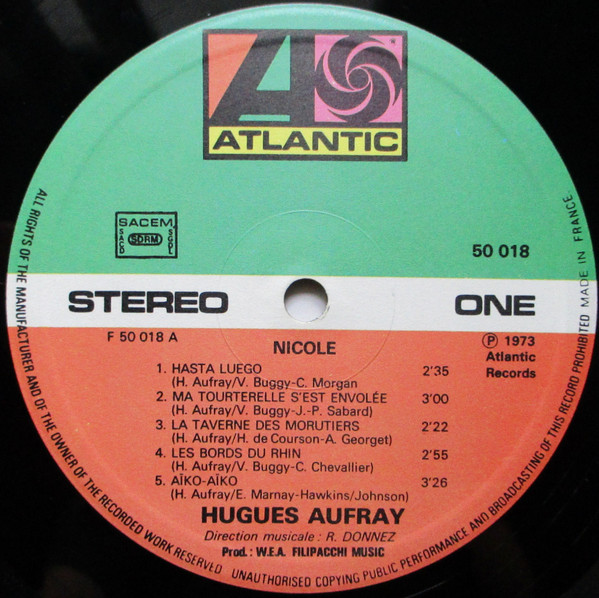 ATLANTIC
SACEM
SACD SDRM SGDL
50 018
STEREO ONE
F 50 018 A
NICOLE
℗ 1973
Atlantic
Records
1. HASTA LUEGO 2'35
(H. Aufray/V. Buggy-C. Morgan
2. MA TOURTERELLE S'EST ENVOLÉE 3'00
(H. Aufray/V. Buggy-J.-P. Sabard)
3. LA TAVERNE DES MORUTIERS 2'22
(H. Aufray/H. de Courson-A. Georget)
4. LES BORDS DU RHIN 2'55
(H. Aufray/V. Buggy-C. Chevallier)
5. AÏKO-AÏKO 3'26
(H. Aufray/E. Marnay-Hawkins/Johnson)
HUGUES AUFRAY
Direction musicale : R. DONNEZ
Prod.: W.E.A. FILIPACCHI MUSIC
ALL RIGHTS OF THE MANUFACTURER AND OF THE OWNER OF THE RECORDED WORK RESERVED UNAUTHORISED COPYING PUBLIC PERFORMANCE AND BROADCASTING OF THIS RECORD PROHIBITED MADE IN FRANCE.